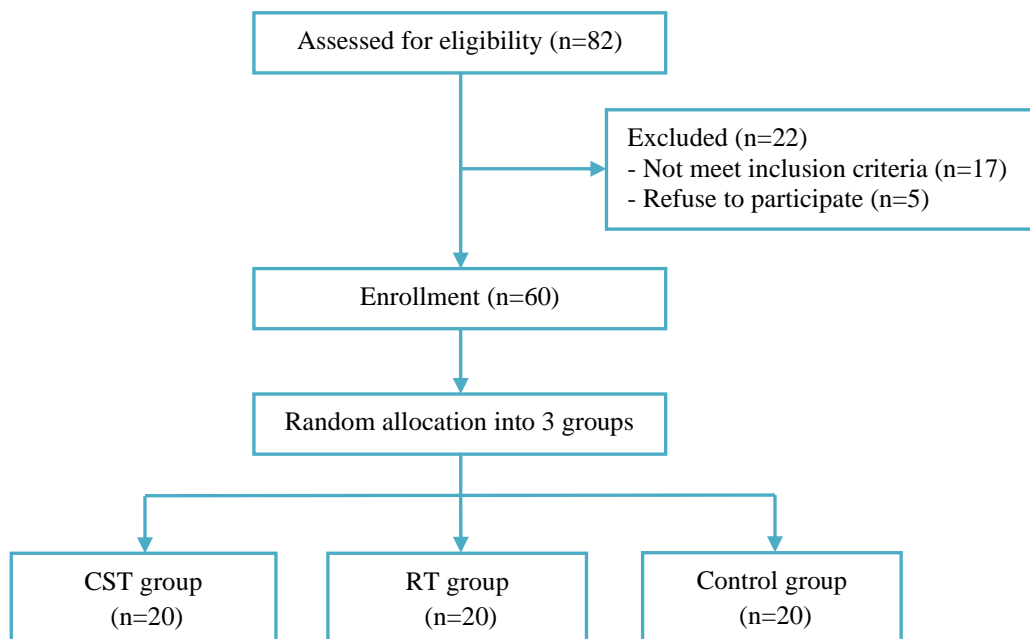 Assessed for eligibility (n=82)
Excluded (n=22)
- Not meet inclusion criteria (n=17)
- Refuse to participate (n=5)
Enrollment (n=60)
Random allocation into 3 groups
CST group
(n=20)
RT group
(n=20)
Control group
(n=20)